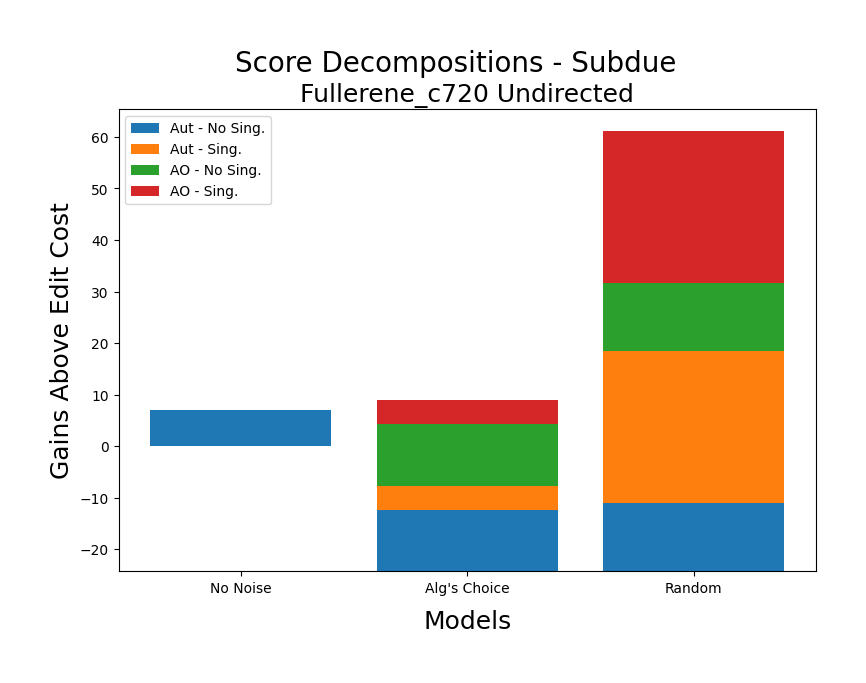 Score Decompositions - Subdue
Fullerene_c720 Undirected
Aut - No Sing.
Aut - Sing.
AO - No Sing.
AO - Sing.
Gains Above Edit Cost
60
50
40
30
20
10
0
−10
−20
No Noise
Alg's Choice
Random
Models